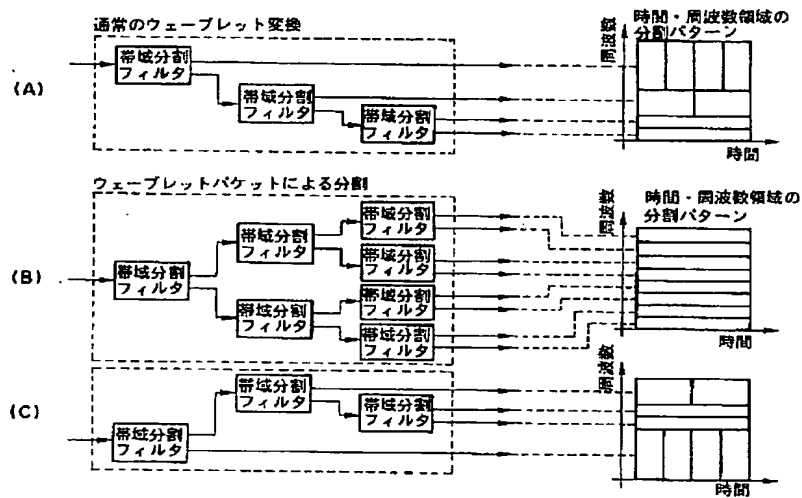 通常のウェーブレット変換
時間・周波数領域の
分割パターン
(A)
帯域分割
フィルタ
帯域分割
フィルタ
帯域分割
フィルタ
周波数
時間
ウェーブレットパケットによる分割
時間・周波数領域の
分割パターン
(B)
帯域分割
フィルタ
帯域分割
フィルタ
帯域分割
フィルタ
帯域分割
フィルタ
帯域分割
フィルタ
帯域分割
フィルタ
帯域分割
フィルタ
周波数
時間
(C)
帯域分割
フィルタ
帯域分割
フィルタ
帯域分割
フィルタ
周波数
時間